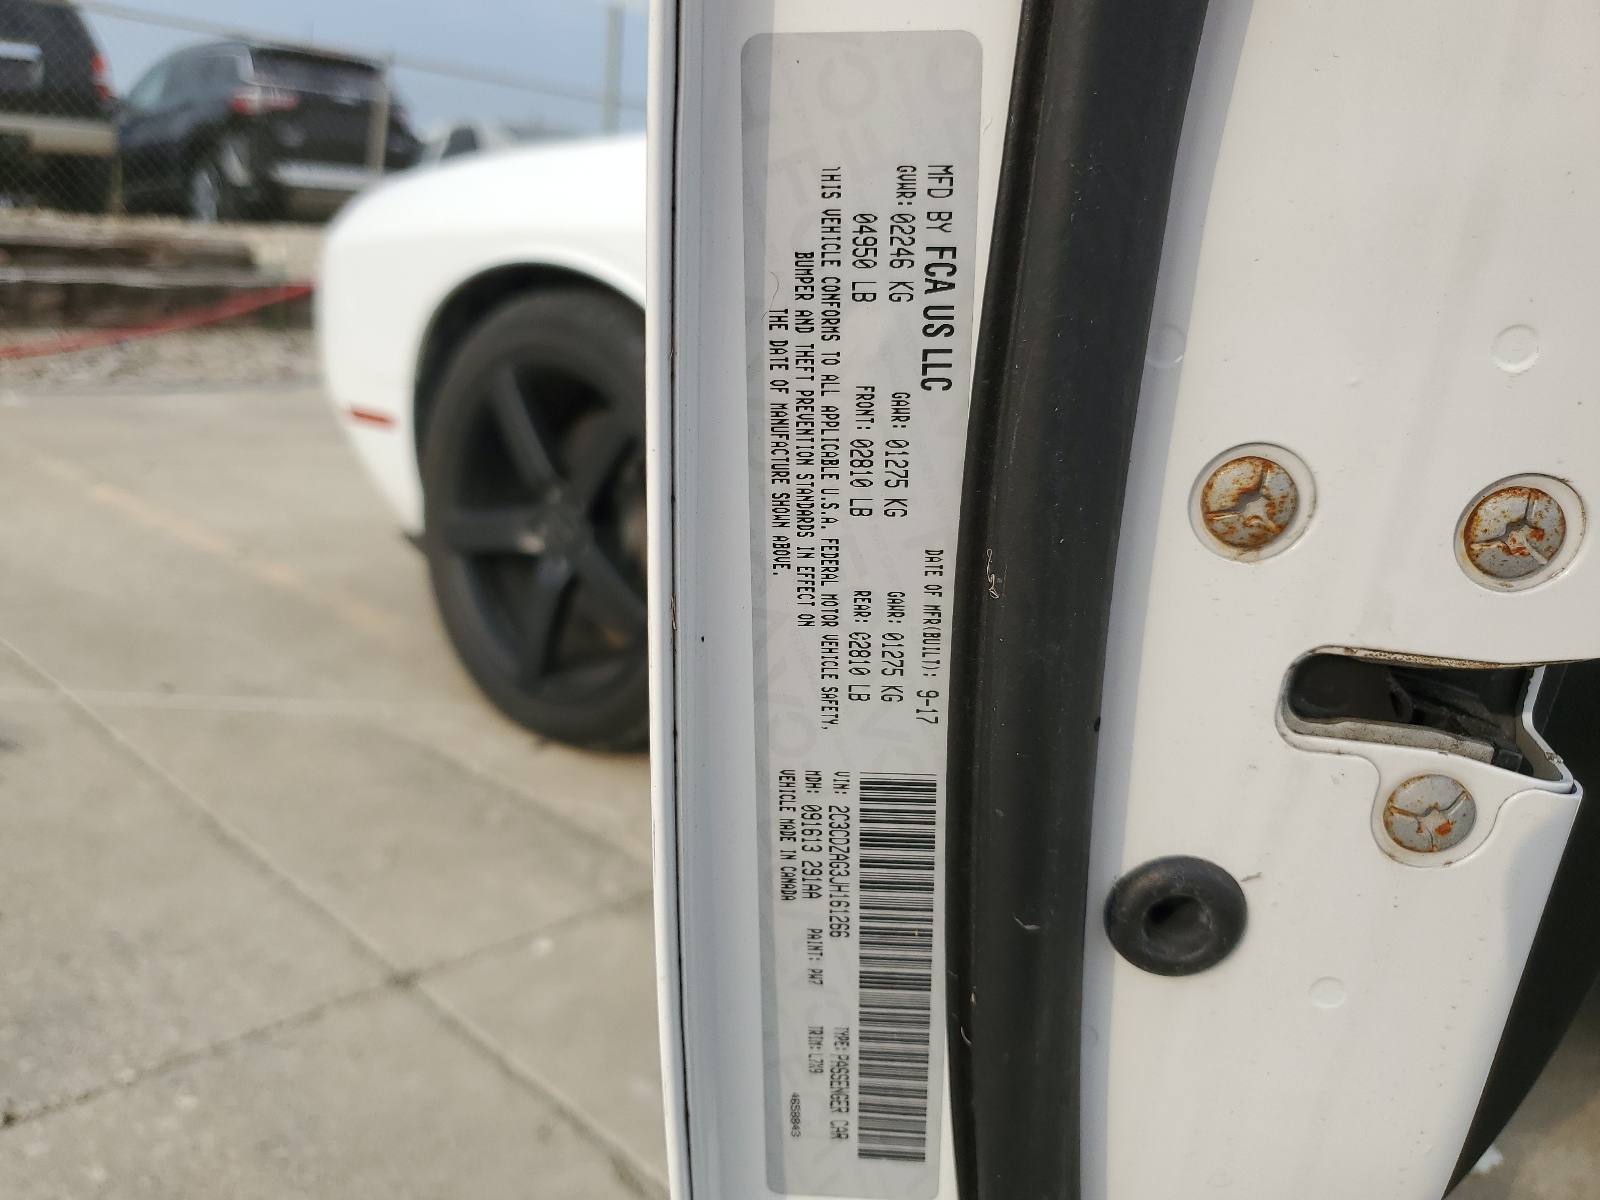 MFD BY FCA US LLC
DATE OF MFR(BUILT): 9-17
GVWR: 02246 KG GAWR: 01275 KG GAWR: 01275 KG
04950 LB FRONT: 02810 LB REAR: 02810 LB
THIS VEHICLE CONFORMS TO ALL APPLICABLE U.S.A. FEDERAL MOTOR VEHICLE SAFETY,
BUMPER AND THEFT PREVENTION STANDARDS IN EFFECT ON
THE DATE OF MANUFACTURE SHOWN ABOVE.
VIN: 2C3CDZAG3JH161266 TYPE: PASSENGER CAR
MDH: 091613 291AA PAINT: PW7 TRIM: L7X9
VEHICLE MADE IN CANADA 4658843